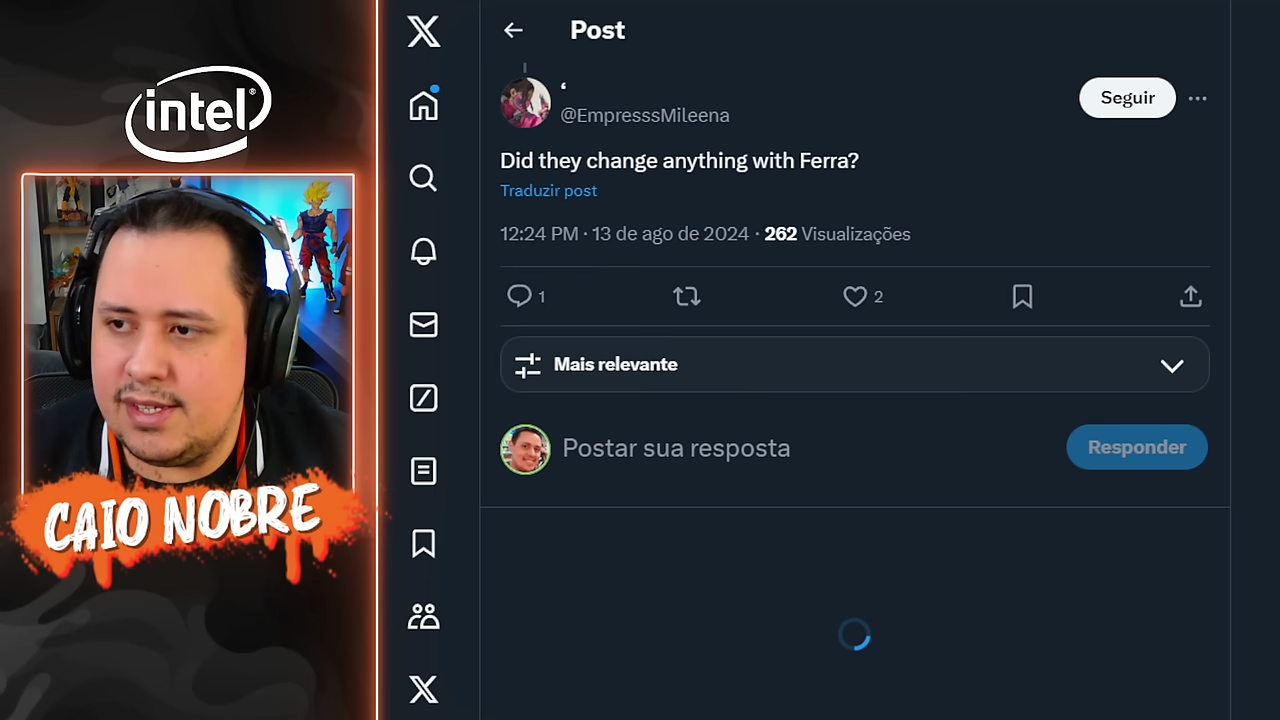 intel®
CAIO NOBRE
Post
‘
@EmpresssMileena
Seguir
Did they change anything with Ferra?
Traduzir post
12:24 PM · 13 de ago de 2024 · 262 Visualizações
1
2
Mais relevante
Postar sua resposta
Responder